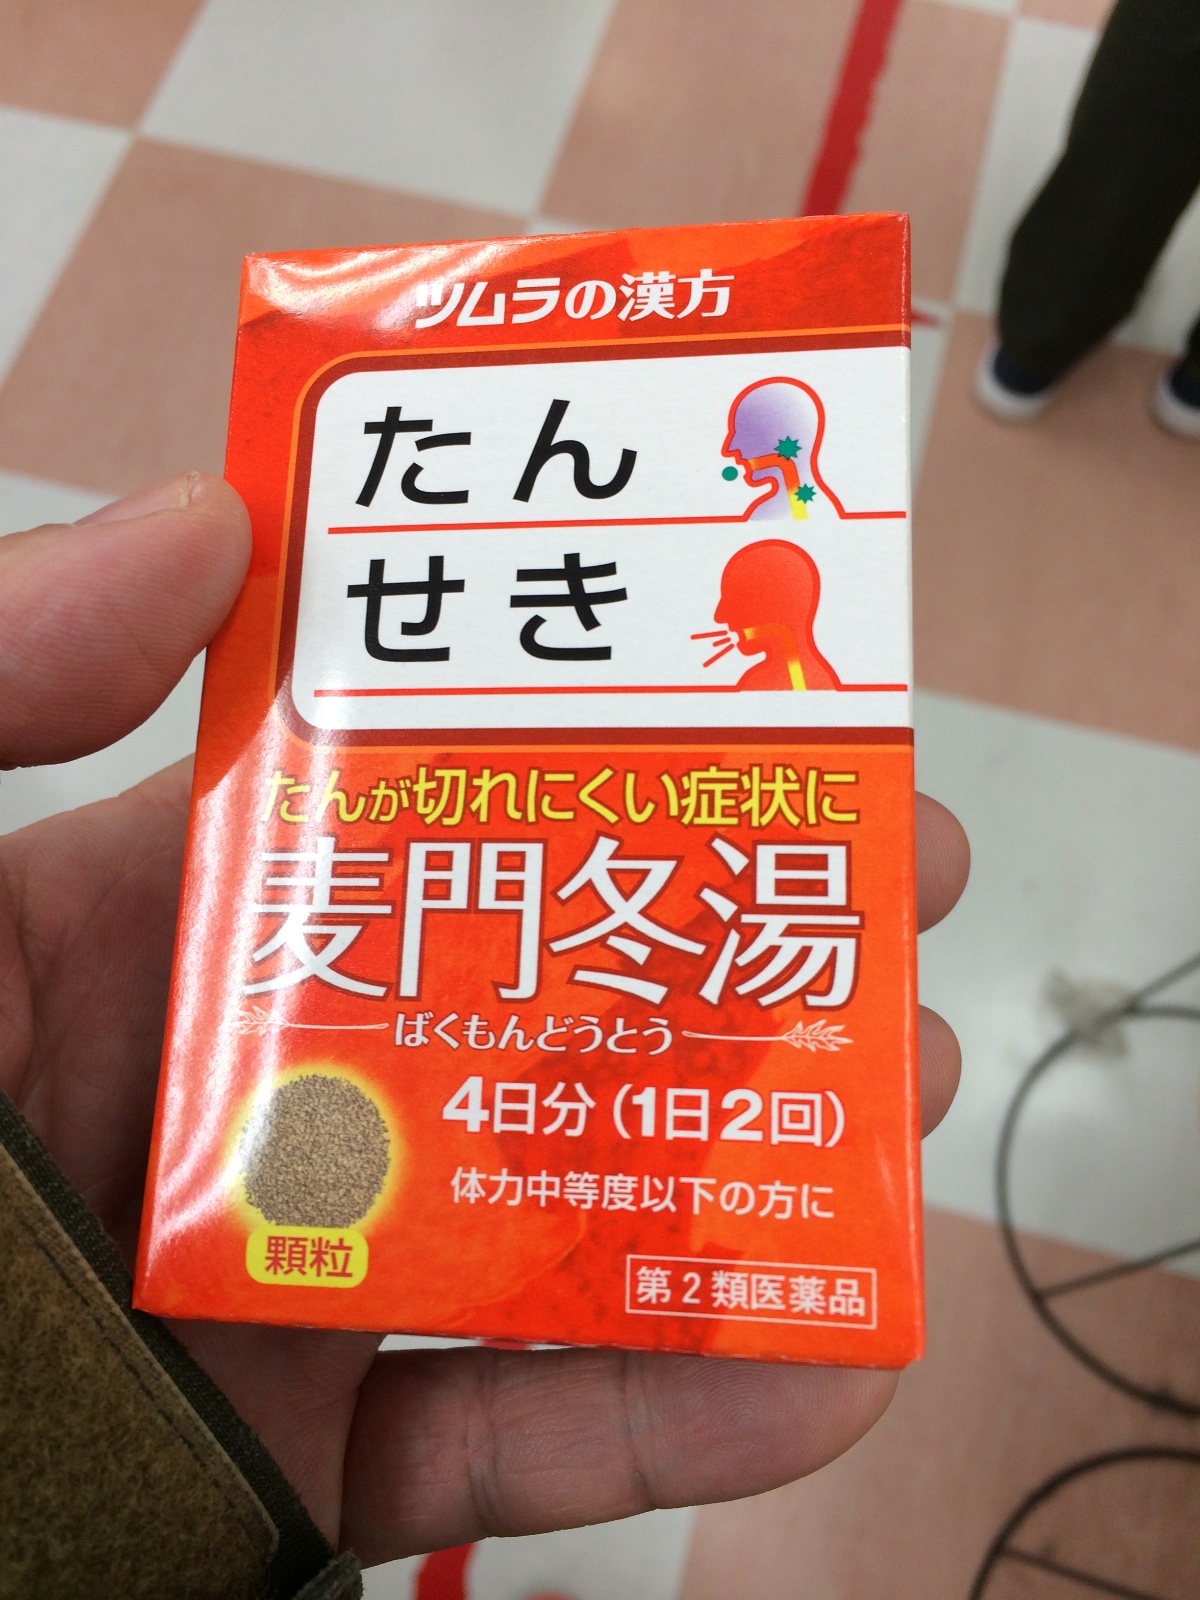 ツムラの漢方
たん
せき
たんが切れにくい症状に
麦門冬湯
ばくもんどうとう
4日分(1日2回)
体力中等度以下の方に
顆粒
第2類医薬品